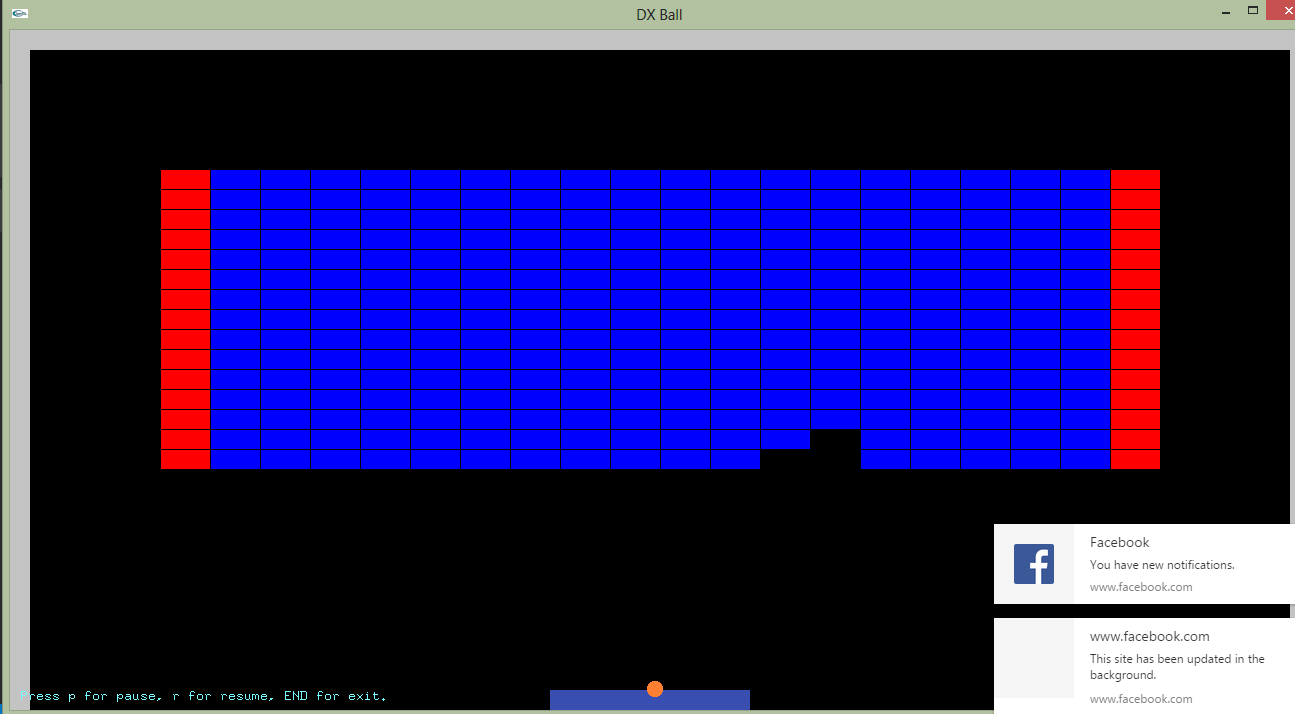 DX Ball
Facebook
You have new notifications.
www.facebook.com
www.facebook.com
This site has been updated in the
background.
www.facebook.com
Press p for pause, r for resume, END for exit.